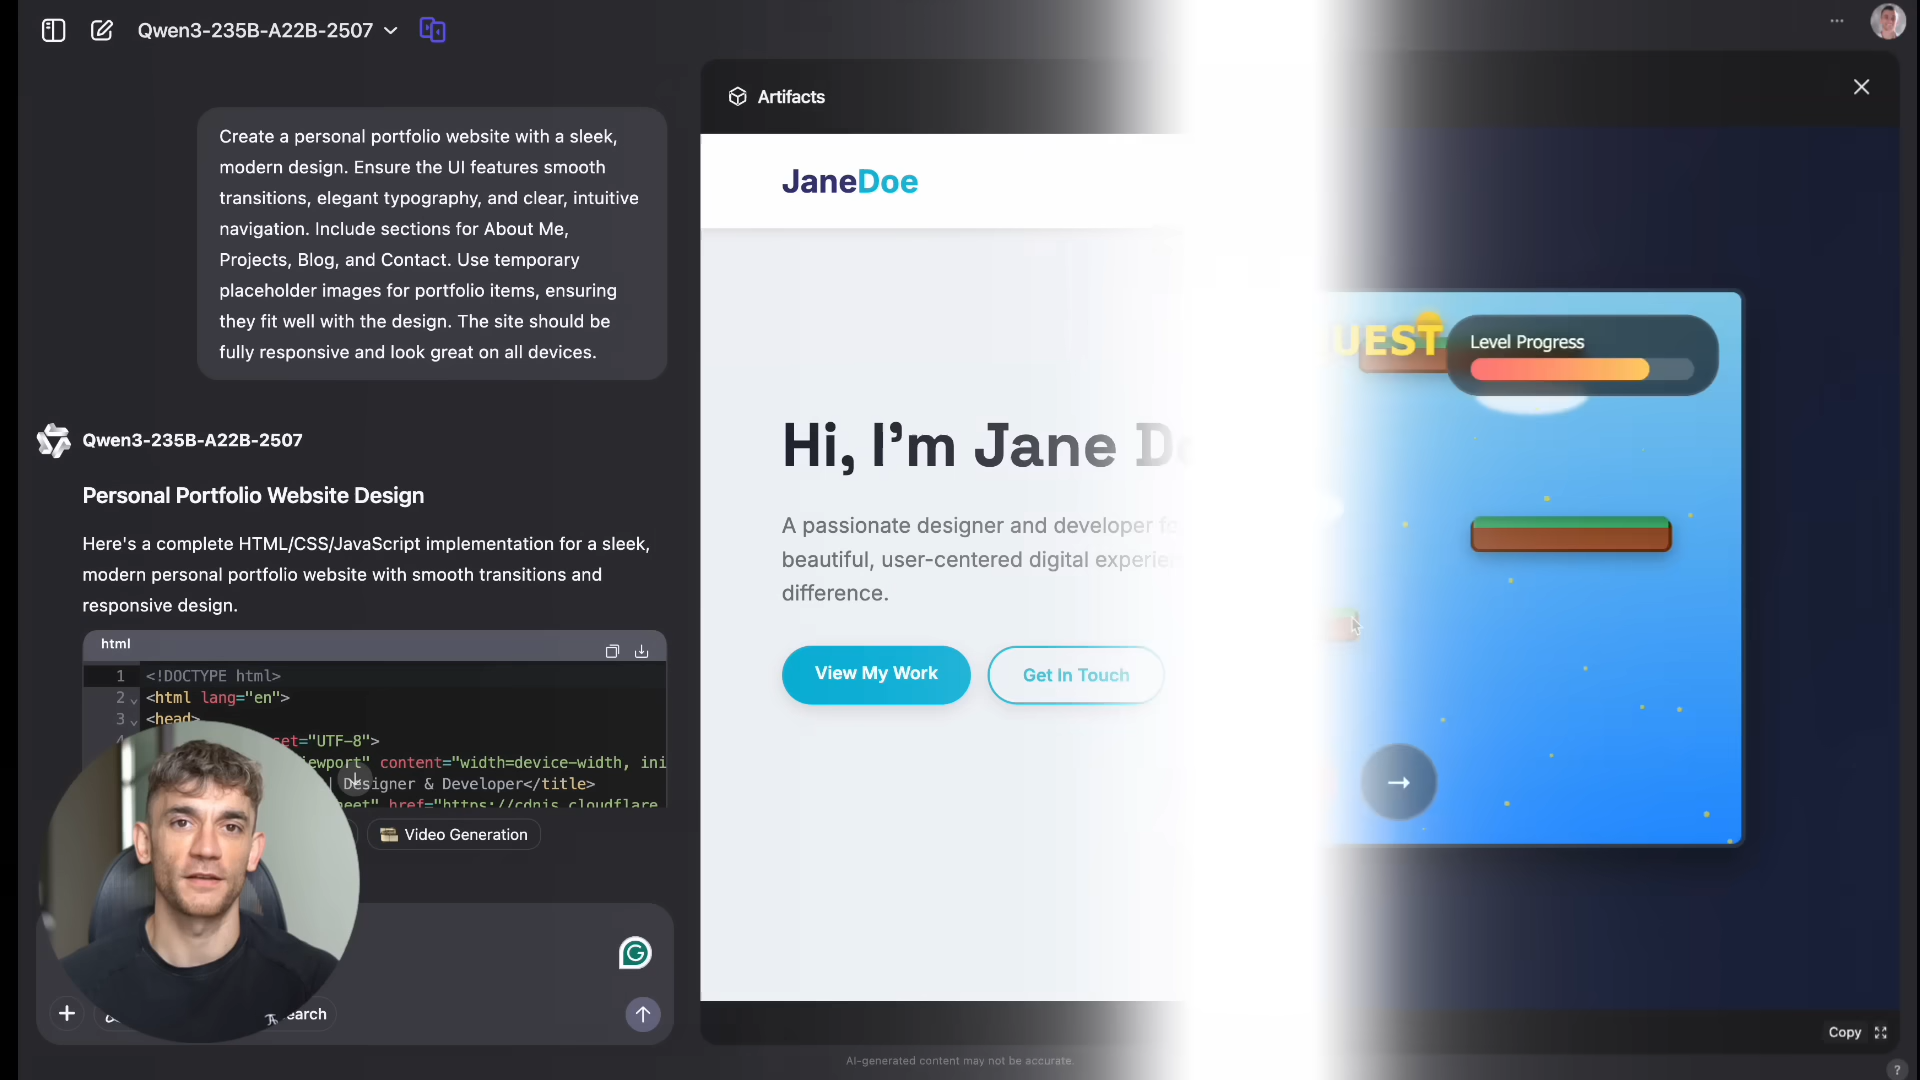 Qwen3-235B-A22B-2507
Create a personal portfolio website with a sleek,
modern design. Ensure the UI features smooth
transitions, elegant typography, and clear, intuitive
navigation. Include sections for About Me,
Projects, Blog, and Contact. Use temporary
placeholder images for portfolio items, ensuring
they fit well with the design. The site should be
fully responsive and look great on all devices.
Qwen3-235B-A22B-2507
Personal Portfolio Website Design
Here's a complete HTML/CSS/JavaScript implementation for a sleek,
modern personal portfolio website with smooth transitions and
responsive design.
html
1 <!DOCTYPE html>
2 <html lang="en">
3 <head>
set="UTF-8">
content="width=device-width, ini
| Designer & Developer</title>
href="https://cdnjs.cloudflare
Video Generation
Artifacts
JaneDoe
Hi, I'm Jane
A passionate designer and developer
beautiful, user-centered digital
difference.
View My Work
Get In Touch
UEST
Level Progress
→
Copy
AI-generated content may not be accurate.
?